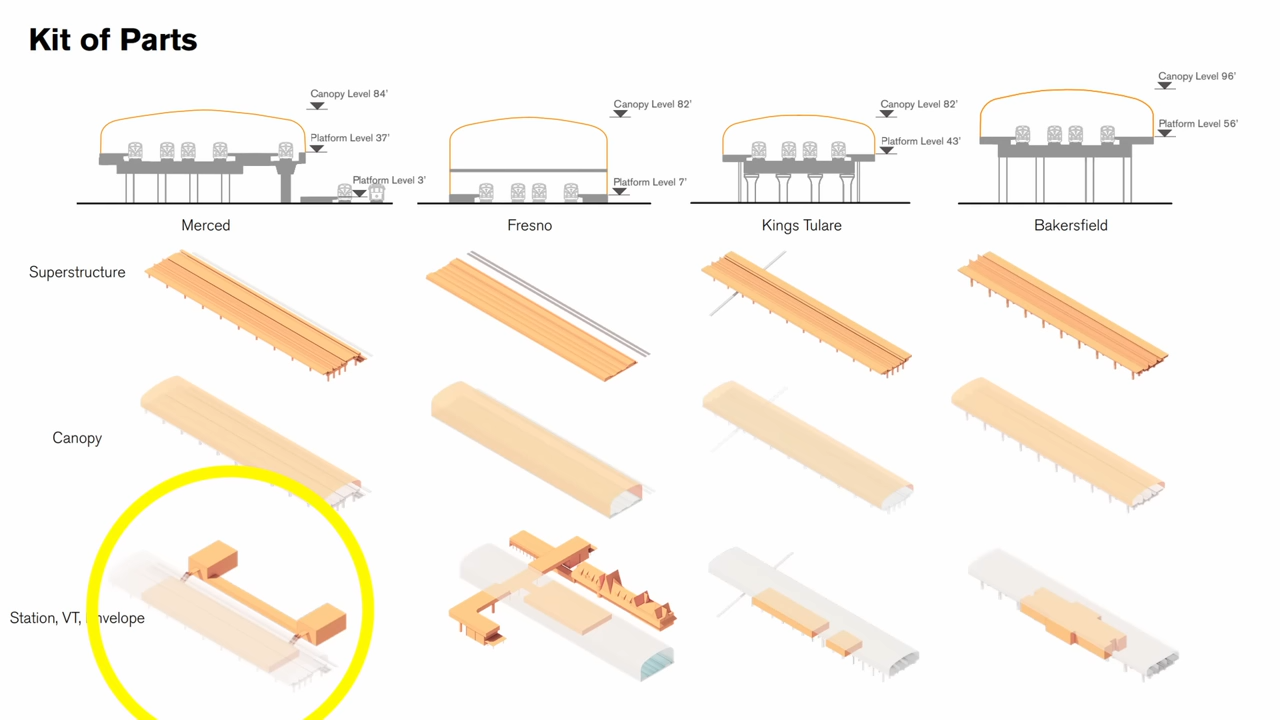 Kit of Parts
Canopy Level 84'
Platform Level 37'
Platform Level 3'
Merced
Canopy Level 82'
Platform Level 7'
Fresno
Canopy Level 82'
Platform Level 43'
Kings Tulare
Canopy Level 96'
Platform Level 56'
Bakersfield
Superstructure
Canopy
Station, VT, Envelope